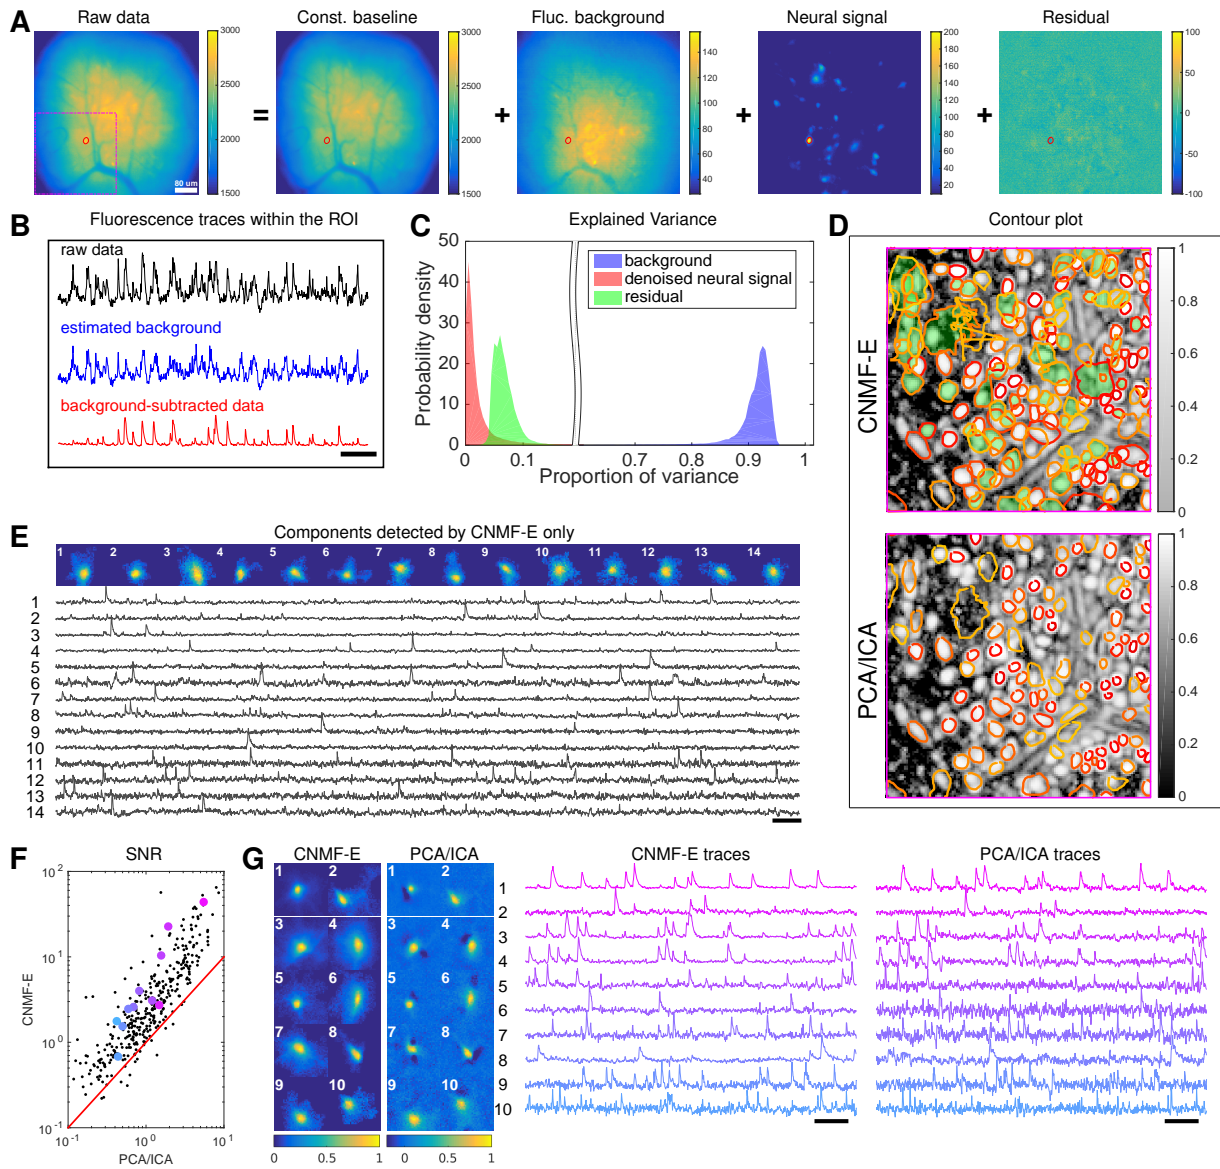 A
Raw data
Const. baseline
Fluc. background
Neural signal
Residual
3000
2500
2000
1500
80 um
=
3000
2500
2000
1500
+
140
120
100
80
60
40
+
200
180
160
140
120
100
80
60
40
20
+
100
50
0
-50
-100
B
Fluorescence traces within the ROI
raw data
estimated background
background-subtracted data
C
Explained Variance
50
40
30
20
10
0
Probability density
background
denoised neural signal
residual
0
0.1
0.7
0.8
0.9
1
Proportion of variance
D
Contour plot
CNMF-E
1
0.8
0.6
0.4
0.2
0
PCA/ICA
1
0.8
0.6
0.4
0.2
0
E
Components detected by CNMF-E only
1 2 3 4 5 6 7 8 9 10 11 12 13 14
1
2
3
4
5
6
7
8
9
10
11
12
13
14
F
SNR
10^2
10^1
10^0
10^-1
CNMF-E
10^-1
10^0
10^1
PCA/ICA
G
CNMF-E
PCA/ICA
CNMF-E traces
PCA/ICA traces
1 2
3 4
5 6
7 8
9 10
0 0.5 1
1 2
3 4
5 6
7 8
9 10
0 0.5 1
1
2
3
4
5
6
7
8
9
10